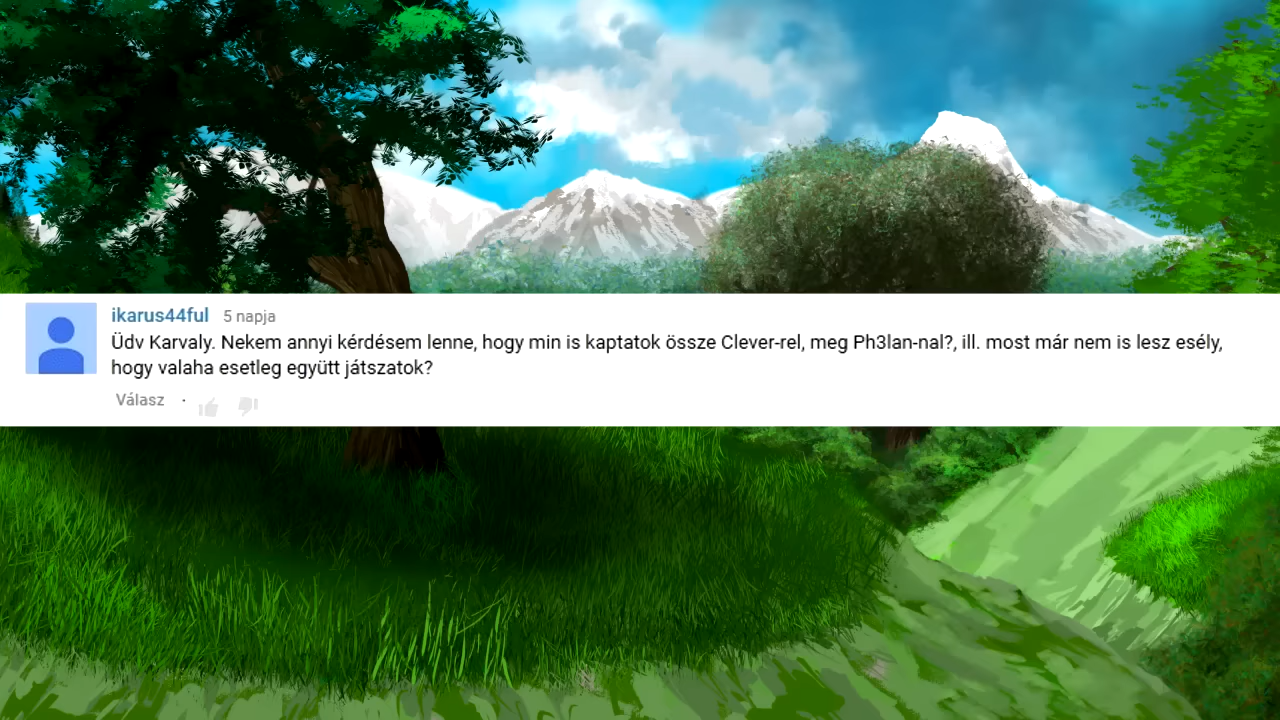 ikarus44ful 5 napja
Üdv Karvaly. Nekem annyi kérdésem lenne, hogy min is kaptatok össze Clever-rel, meg Ph3lan-nal?, ill. most már nem is lesz esély,
hogy valaha esetleg együtt játszatok?
Válasz ·